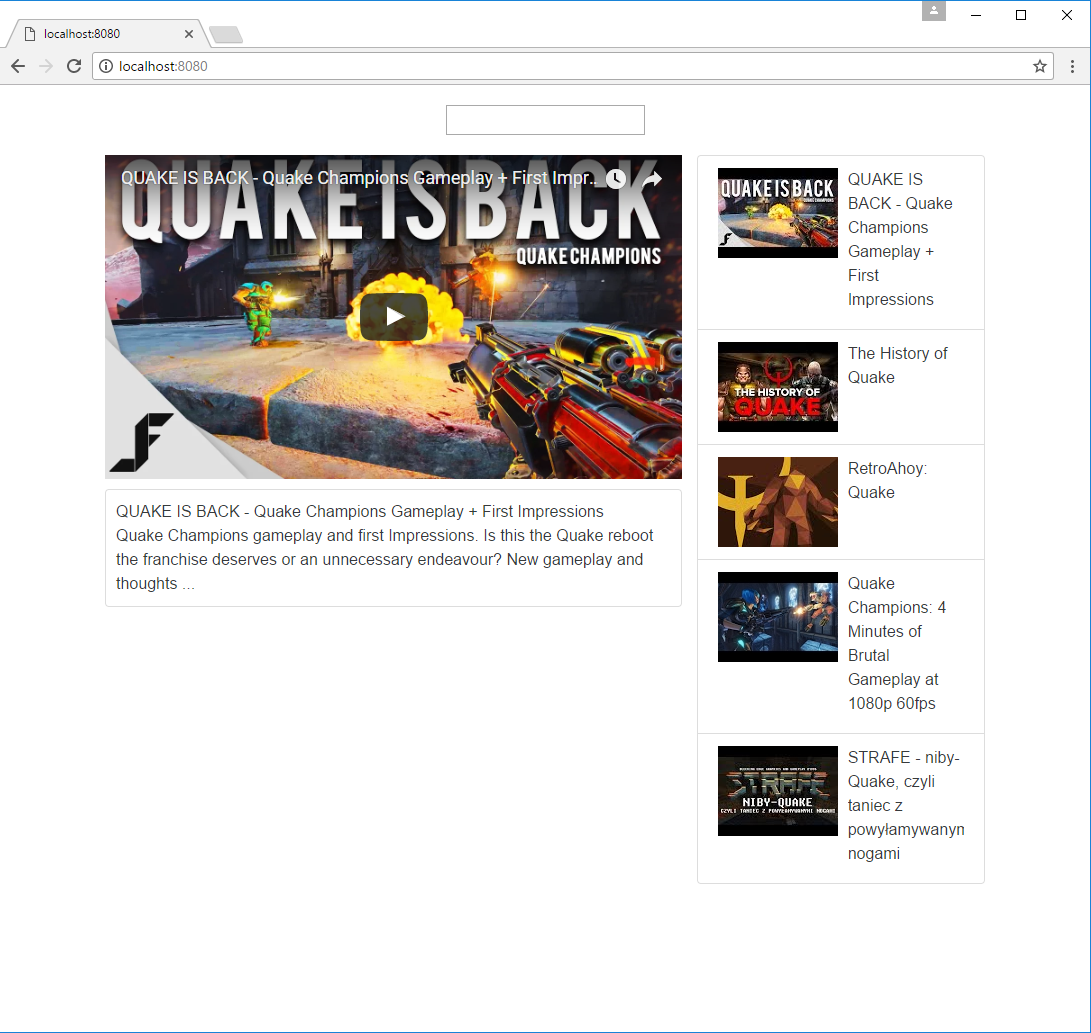 localhost:8080
localhost:8080
QUAKE IS BACK - Quake Champions Gameplay + First Impr...
QUAKE IS BACK
QUAKE CHAMPIONS
QUAKE IS BACK - Quake Champions Gameplay + First Impressions
Quake Champions gameplay and first Impressions. Is this the Quake reboot
the franchise deserves or an unnecessary endeavour? New gameplay and
thoughts ...
QUAKE IS BACK
QUAKE CHAMPIONS
QUAKE IS
BACK - Quake
Champions
Gameplay +
First
Impressions
THE HISTORY OF
QUAKE
The History of
Quake
RetroAhoy:
Quake
Quake
Champions: 4
Minutes of
Brutal
Gameplay at
1080p 60fps
STRAFE
NIBY-QUAKE
CZYLI TANIEC Z POWYŁAMYWANYMI NOGAMI
STRAFE - niby-
Quake, czyli
taniec z
powyłamywanyn
nogami